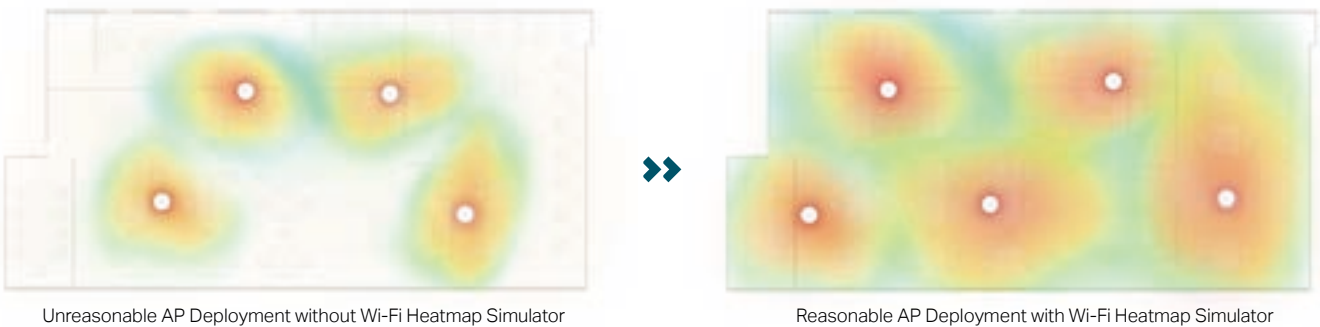 Unreasonable AP Deployment without Wi-Fi Heatmap Simulator
Reasonable AP Deployment with Wi-Fi Heatmap Simulator